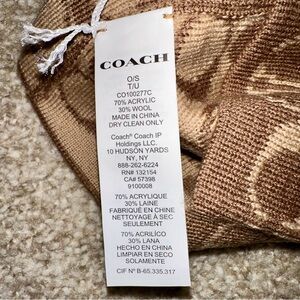 COACH
O/S
T/U
CO100277C
70% ACRYLIC
30% WOOL
MADE IN CHINA
DRY CLEAN ONLY
Coach® Coach IP
Holdings LLC.
10 HUDSON YARDS
NY, NY
888-262-6224
RN# 132154
CA# 57398
9100008
70% ACRYLIQUE
30% LAINE
FABRIQUÉ EN CHINE
NETTOYAGE À SEC
SEULEMENT
70% ACRÍLICO
30% LANA
HECHO EN CHINA
LIMPIAR EN SECO
SOLAMENTE
CIF Nº B-65.335.317